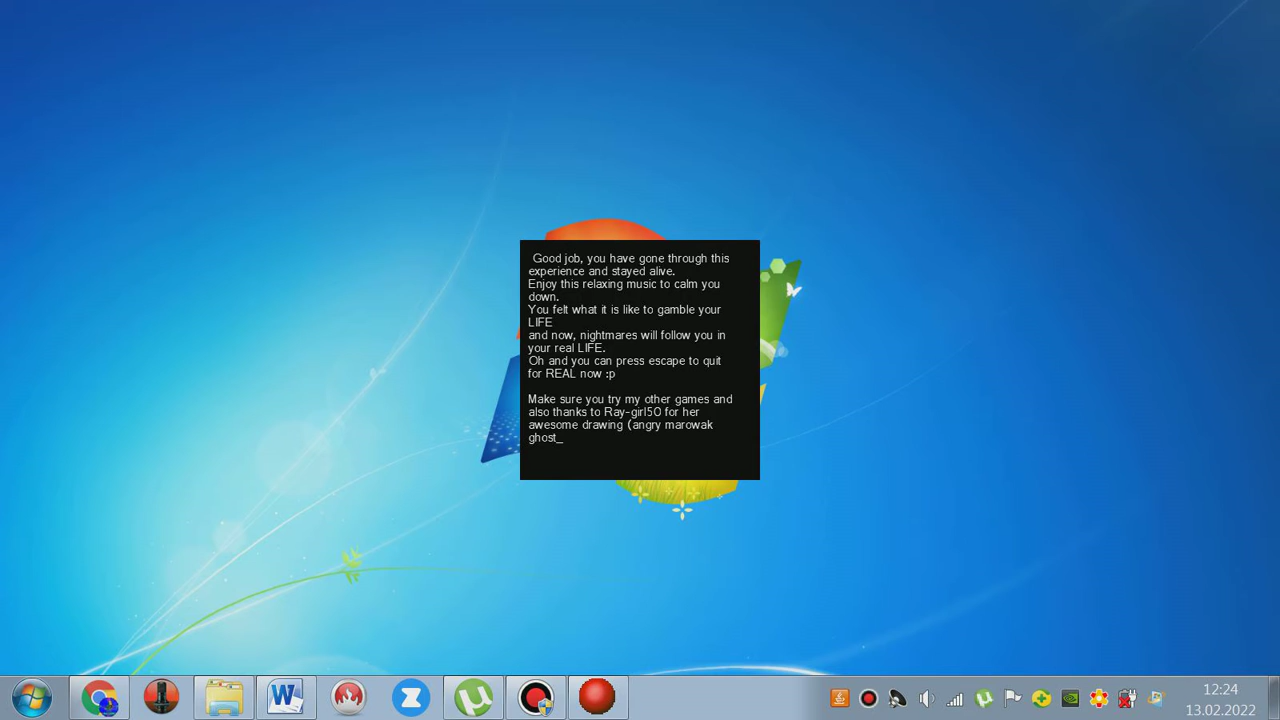 Good job, you have gone through this
experience and stayed alive.
Enjoy this relaxing music to calm you
down.
You felt what it is like to gamble your
LIFE
and now, nightmares will follow you in
your real LIFE.
Oh and you can press escape to quit
for REAL now :p
Make sure you try my other games and
also thanks to Ray-girl50 for her
awesome drawing (angry marowak
ghost_
12:24
13.02.2022